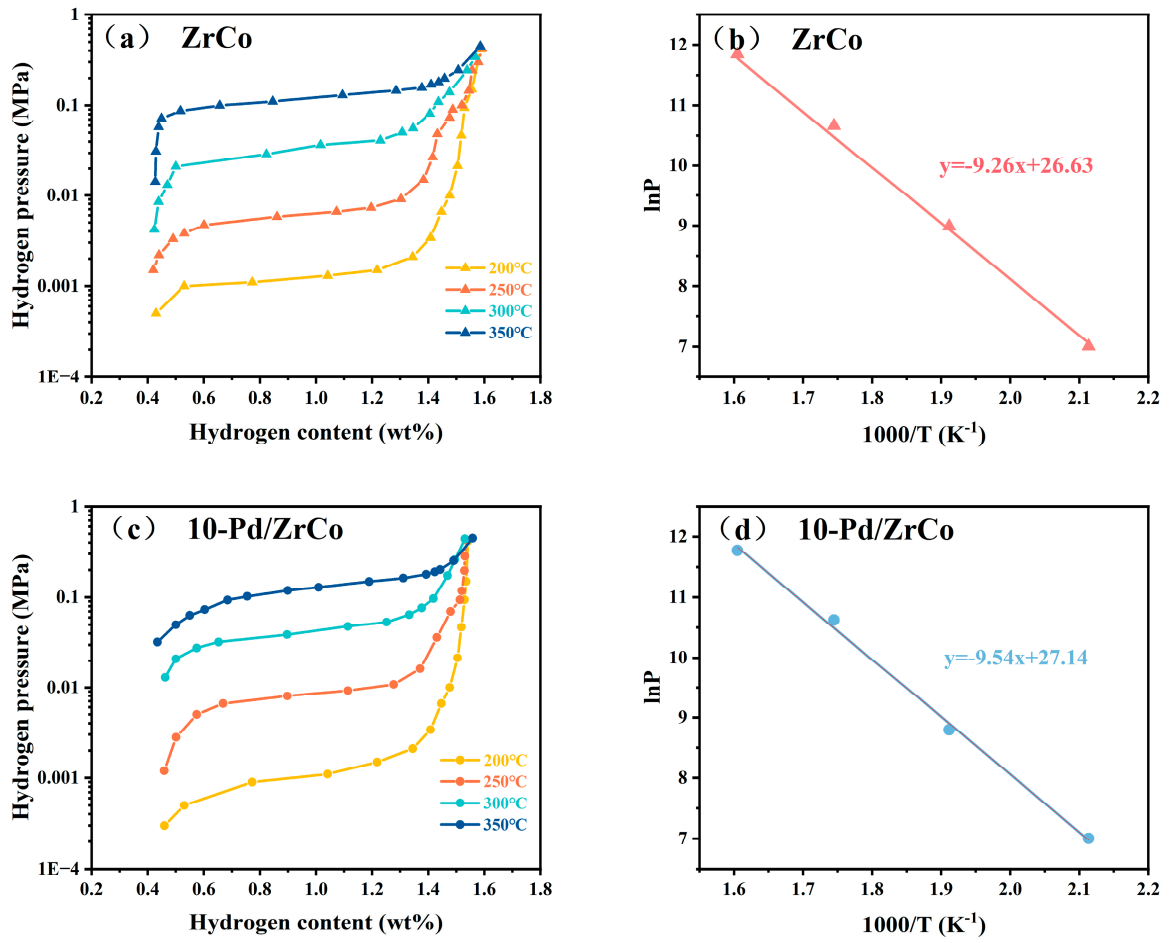 (a) ZrCo
Hydrogen pressure (MPa)
1
0.1
0.01
0.001
1E−4
200°C
250°C
300°C
350°C
0.2 0.4 0.6 0.8 1.0 1.2 1.4 1.6 1.8
Hydrogen content (wt%)
(b) ZrCo
lnP
12
11
10
9
8
7
y=-9.26x+26.63
1.6 1.7 1.8 1.9 2.0 2.1 2.2
1000/T (K⁻¹)
(c) 10-Pd/ZrCo
Hydrogen pressure ((MPa)
1
0.1
0.01
0.001
1E−4
200°C
250°C
300°C
350°C
0.2 0.4 0.6 0.8 1.0 1.2 1.4 1.6 1.8
Hydrogen content (wt%)
(d) 10-Pd/ZrCo
lnP
12
11
10
9
8
7
y=-9.54x+27.14
1.6 1.7 1.8 1.9 2.0 2.1 2.2
1000/T (K⁻¹)